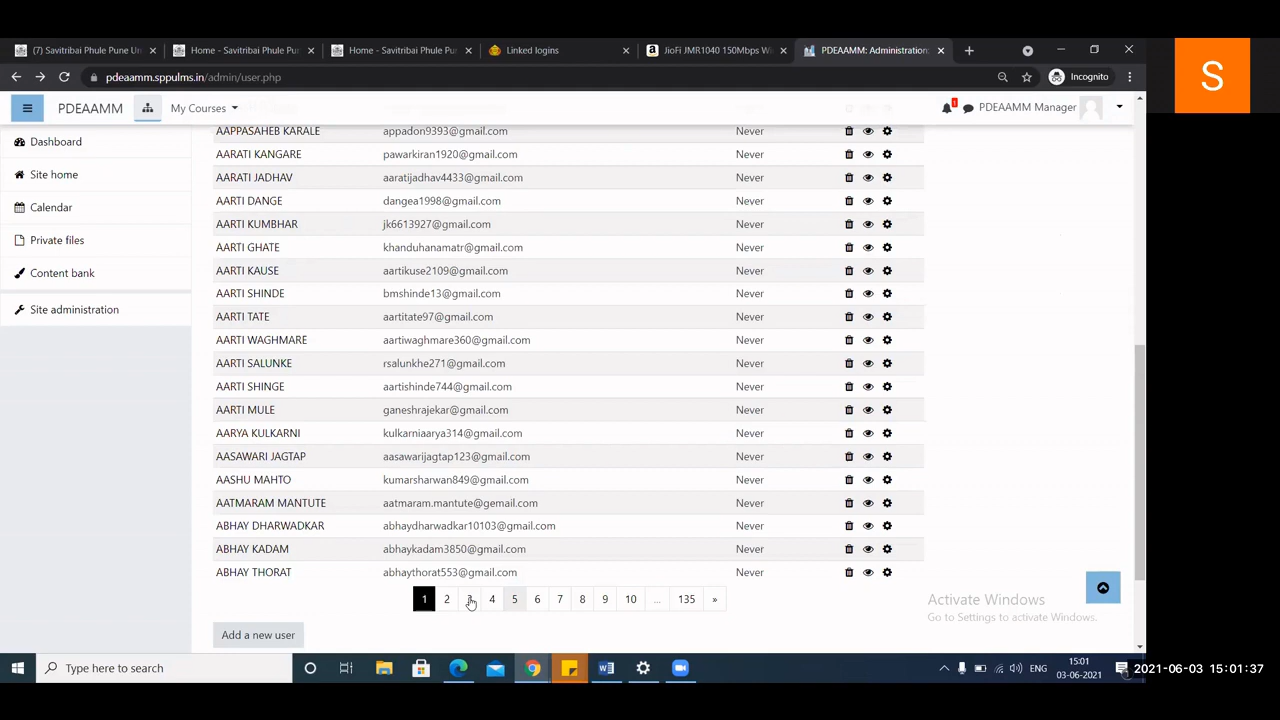 (7) Savitribai Phule Pune Un
Home - Savitribai Phule Pu
Home - Savitribai Phule Pu
Linked logins
JioFi JMR1040 150Mbps W
PDEAAMM: Administration:
pdeaamm.sppulms.in/admin/user.php
Incognito
S
PDEAAMM My Courses
1 PDEAAMM Manager
Dashboard
Site home
Calendar
Private files
Content bank
Site administration
AAPPASAHEB KARALE appadon9393@gmail.com Never
AARATI KANGARE pawarkiran1920@gmail.com Never
AARATI JADHAV aaratijadhav4433@gmail.com Never
AARTI DANGE dangea1998@gmail.com Never
AARTI KUMBHAR jk6613927@gmail.com Never
AARTI GHATE khanduhanamatr@gmail.com Never
AARTI KAUSE aartikuse2109@gmail.com Never
AARTI SHINDE bmshinde13@gmail.com Never
AARTI TATE aartitate97@gmail.com Never
AARTI WAGHMARE aartiwaghmare360@gmail.com Never
AARTI SALUNKE rsalunkhe271@gmail.com Never
AARTI SHINGE aartishinde744@gmail.com Never
AARTI MULE ganeshrajekar@gmail.com Never
AARYA KULKARNI kulkarniaarya314@gmail.com Never
AASAWARI JAGTAP aasawarijagtap123@gmail.com Never
AASHU MAHTO kumarsharwan849@gmail.com Never
AATMARAM MANTUTE aatmaram.mantute@gemail.com Never
ABHAY DHARWADKAR abhaydharwadkar10103@gmail.com Never
ABHAY KADAM abhaykadam3850@gmail.com Never
ABHAY THORAT abhaythorat553@gmail.com Never
1 2 3 4 5 6 7 8 9 10 ... 135 »
Add a new user
Activate Windows
Go to Settings to activate Windows.
Type here to search
ENG
15:01
03-06-2021
2021-06-03 15:01:37